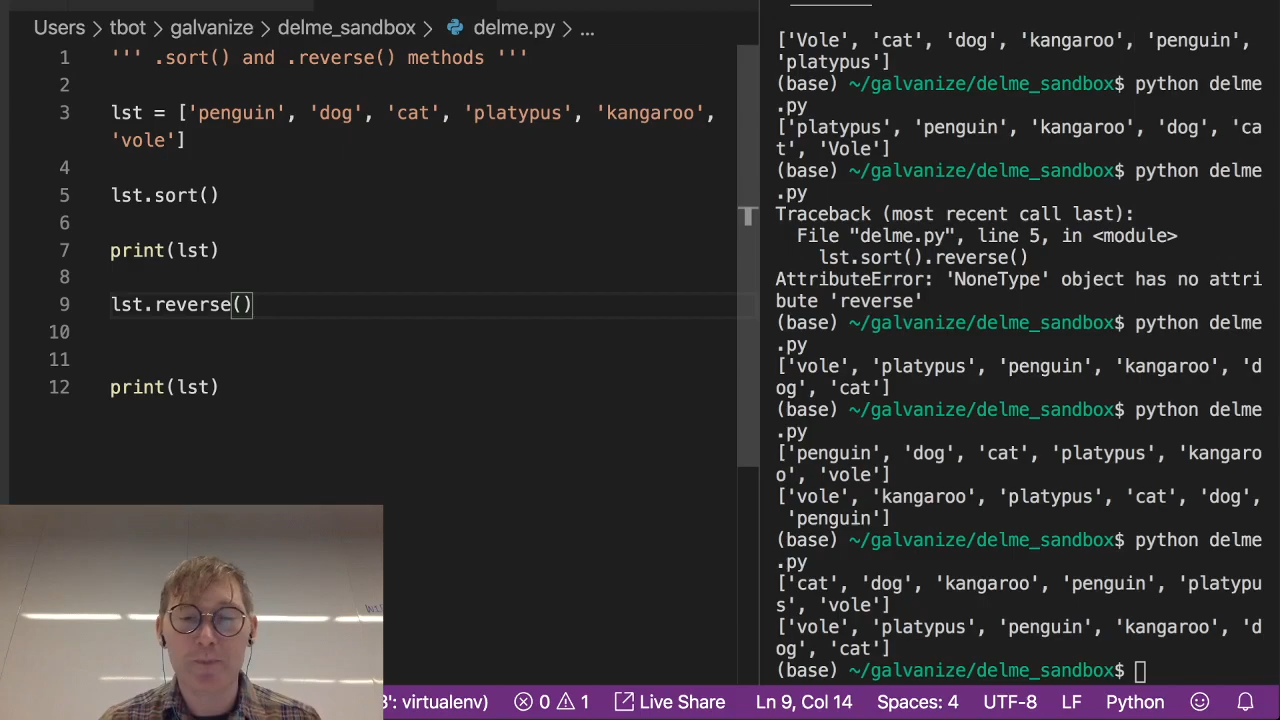 Users > tbot > galvanize > delme_sandbox > delme.py > ...
1 ''' .sort() and .reverse() methods '''
2
3 lst = ['penguin', 'dog', 'cat', 'platypus', 'kangaroo',
'vole']
4
5 lst.sort()
6
7 print(lst)
8
9 lst.reverse()
10
11
12 print(lst)
['Vole', 'cat', 'dog', 'kangaroo', 'penguin',
'platypus']
(base) ~/galvanize/delme_sandbox$ python delme
.py
['platypus', 'penguin', 'kangaroo', 'dog', 'ca
t', 'Vole']
(base) ~/galvanize/delme_sandbox$ python delme
.py
Traceback (most recent call last):
File "delme.py", line 5, in <module>
lst.sort().reverse()
AttributeError: 'NoneType' object has no attri
bute 'reverse'
(base) ~/galvanize/delme_sandbox$ python delme
.py
['vole', 'platypus', 'penguin', 'kangaroo', 'd
og', 'cat']
(base) ~/galvanize/delme_sandbox$ python delme
.py
['penguin', 'dog', 'cat', 'platypus', 'kangaro
o', 'vole']
['vole', 'kangaroo', 'platypus', 'cat', 'dog',
'penguin']
(base) ~/galvanize/delme_sandbox$ python delme
.py
['cat', 'dog', 'kangaroo', 'penguin', 'platypu
s', 'vole']
['vole', 'platypus', 'penguin', 'kangaroo', 'd
og', 'cat']
(base) ~/galvanize/delme_sandbox$
3': virtualenv) 0 1 Live Share Ln 9, Col 14 Spaces: 4 UTF-8 LF Python